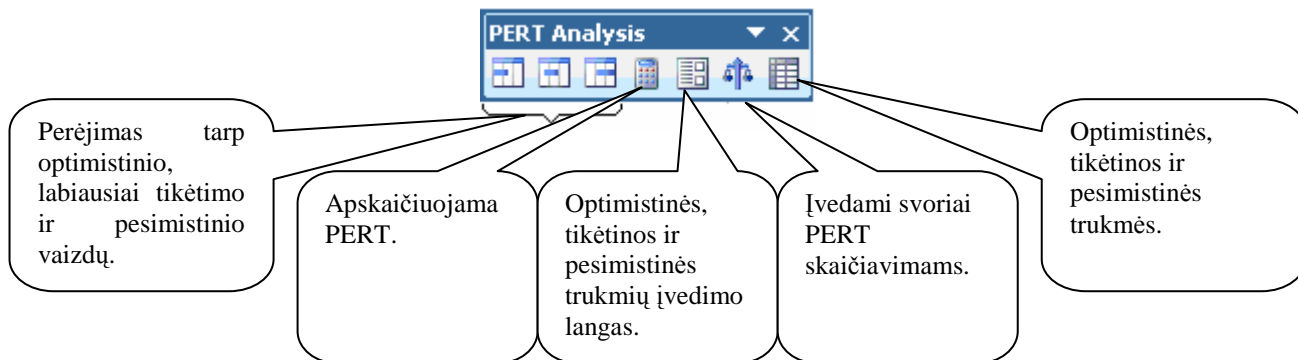 PERT Analysis
Perėjimas tarp
optimistinio,
labiausiai tikėtimo
ir pesimistinio
vaizdų.
Apskaičiuojama
PERT.
Optimistinės,
tikėtinos ir
pesimistinės
trukmių įvedimo
langas.
Įvedami svoriai
PERT
skaičiavimams.
Optimistinės,
tikėtinos ir
pesimistinės
trukmės.